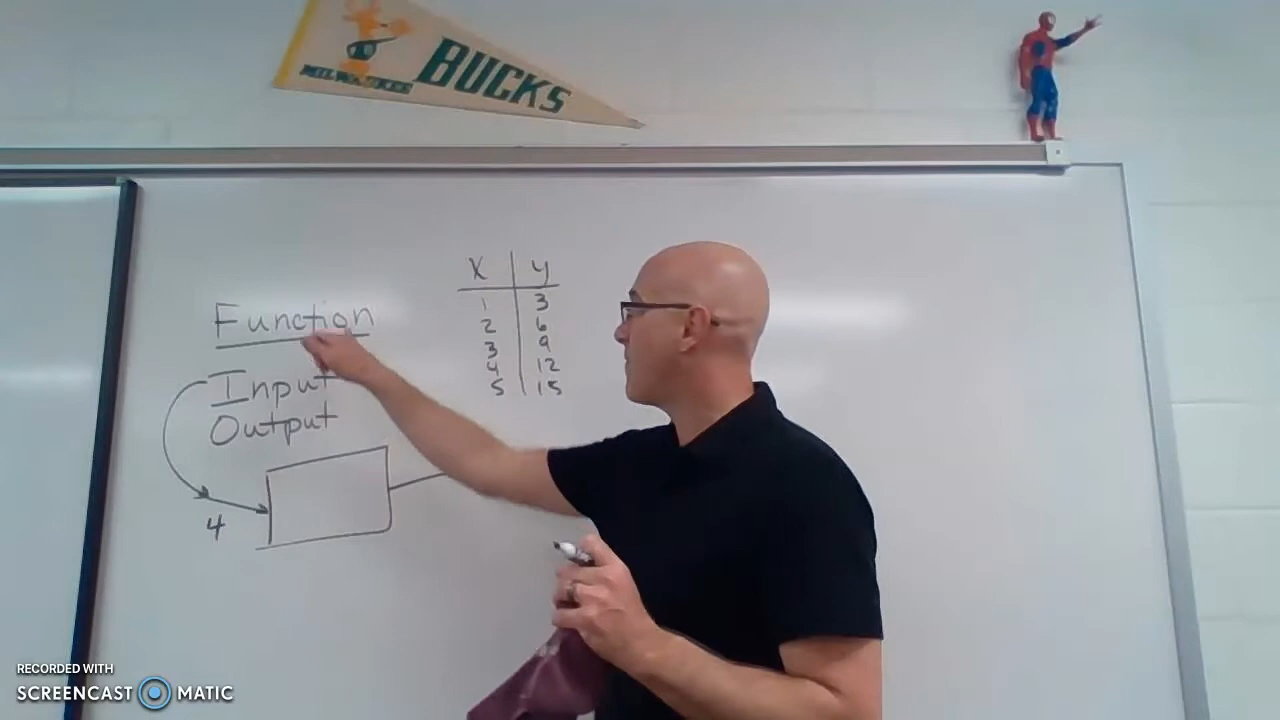 MILWAUKEE BUCKS
Function
Input
Output
4
X y
1 3
2 6
3 9
4 12
5 15
RECORDED WITH
SCREENCAST MATIC